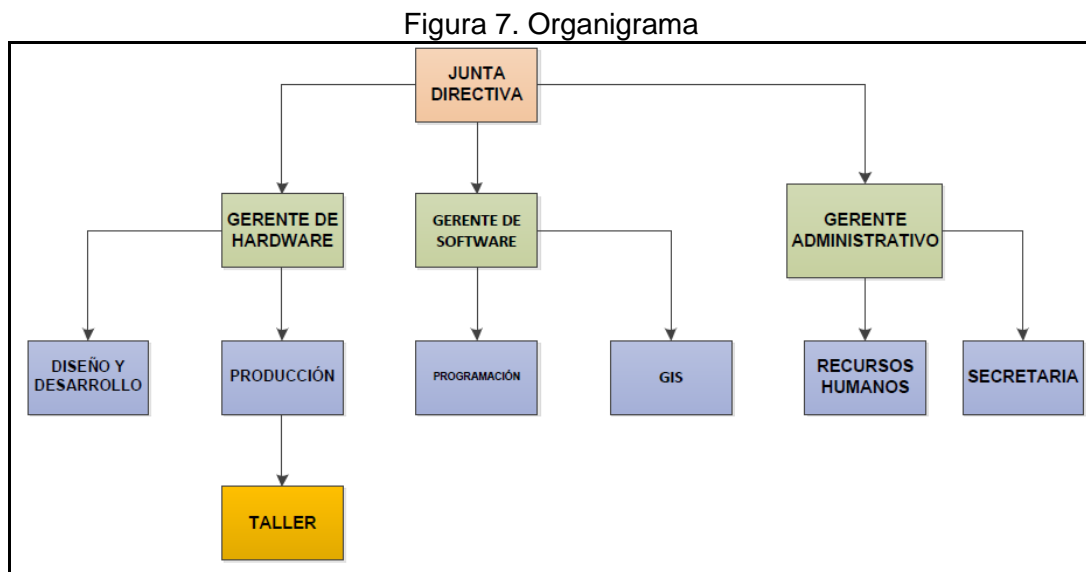 Figura 7. Organigrama
JUNTA
DIRECTIVA
GERENTE DE
HARDWARE
GERENTE DE
SOFTWARE
GERENTE
ADMINISTRATIVO
DISEÑO Y
DESARROLLO
PRODUCCIÓN
PROGRAMACIÓN
GIS
RECURSOS
HUMANOS
SECRETARIA
TALLER